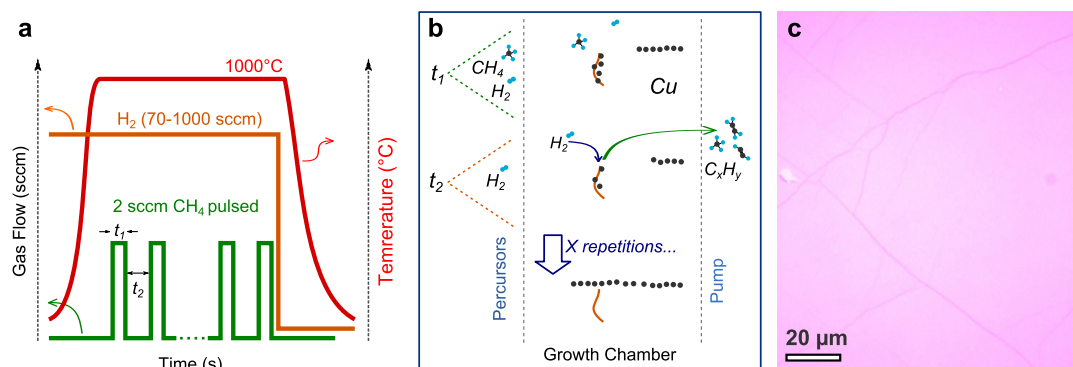 a
1000°C
H2 (70-1000 sccm)
2 sccm CH4 pulsed
t1
t2
Gas Flow (sccm)
Temrerature (°C)
Time (s)
b
t1
CH4
H2
Cu
t2
H2
H2
CxHy
X repetitions...
Percursors
Pump
Growth Chamber
c
20 μm